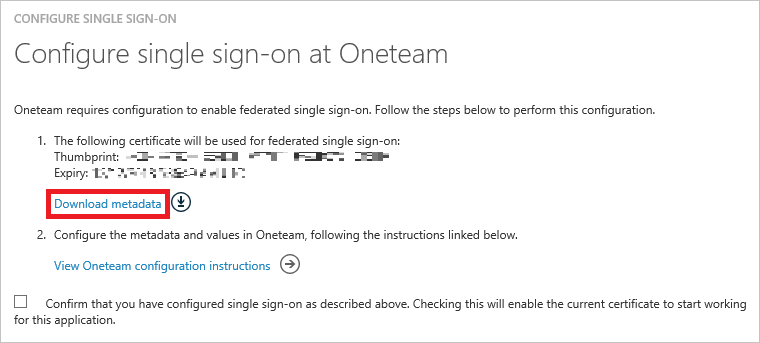 CONFIGURE SINGLE SIGN-ON
Configure single sign-on at Oneteam
Oneteam requires configuration to enable federated single sign-on. Follow the steps below to perform this configuration.
1. The following certificate will be used for federated single sign-on:
Thumbprint:
Expiry:
Download metadata
2. Configure the metadata and values in Oneteam, following the instructions linked below.
View Oneteam configuration instructions
Confirm that you have configured single sign-on as described above. Checking this will enable the current certificate to start working
for this application.